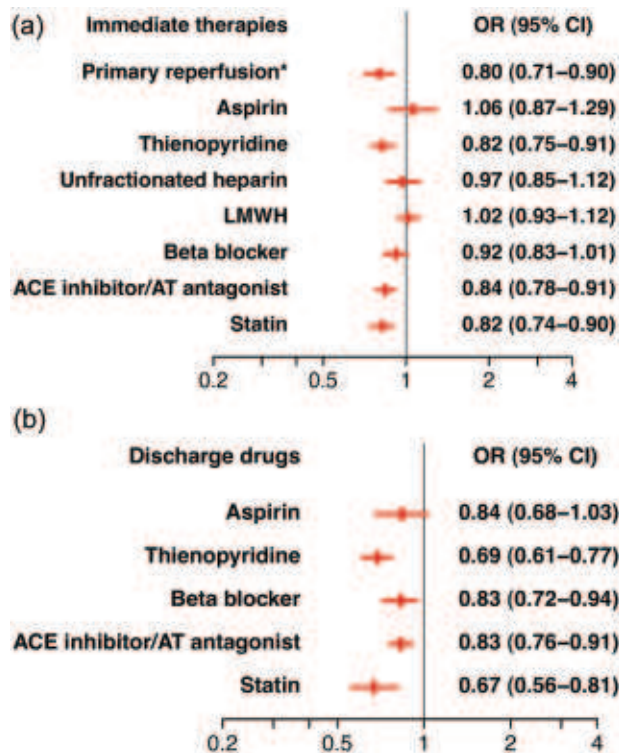 (a) Immediate therapies OR (95% CI)
Primary reperfusion* 0.80 (0.71–0.90)
Aspirin 1.06 (0.87–1.29)
Thienopyridine 0.82 (0.75–0.91)
Unfractionated heparin 0.97 (0.85–1.12)
LMWH 1.02 (0.93–1.12)
Beta blocker 0.92 (0.83–1.01)
ACE inhibitor/AT antagonist 0.84 (0.78–0.91)
Statin 0.82 (0.74–0.90)
0.2 0.5 1 2 4
(b)
Discharge drugs OR (95% CI)
Aspirin 0.84 (0.68–1.03)
Thienopyridine 0.69 (0.61–0.77)
Beta blocker 0.83 (0.72–0.94)
ACE inhibitor/AT antagonist 0.83 (0.76–0.91)
Statin 0.67 (0.56–0.81)
0.2 0.5 1 2 4